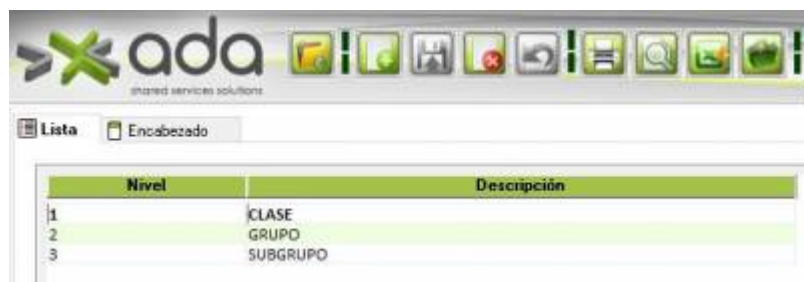 ada
shared services solutions
Lista Encabezado
Nivel Descripción
1 CLASE
2 GRUPO
3 SUBGRUPO